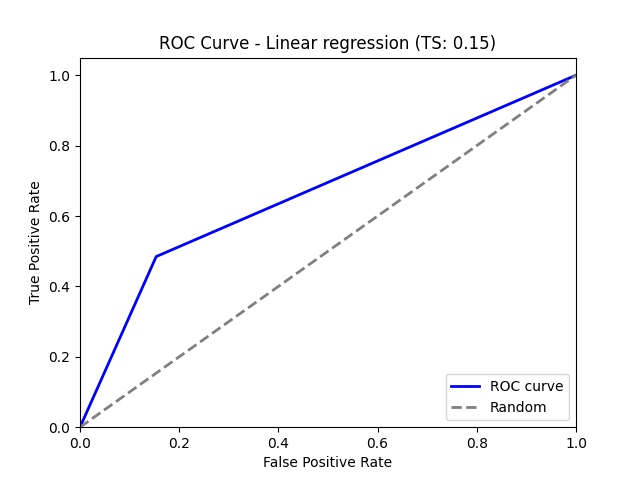 ROC Curve - Linear regression (TS: 0.15)
True Positive Rate
1.0
0.8
0.6
0.4
0.2
0.0
ROC curve
Random
0.0 0.2 0.4 0.6 0.8 1.0
False Positive Rate